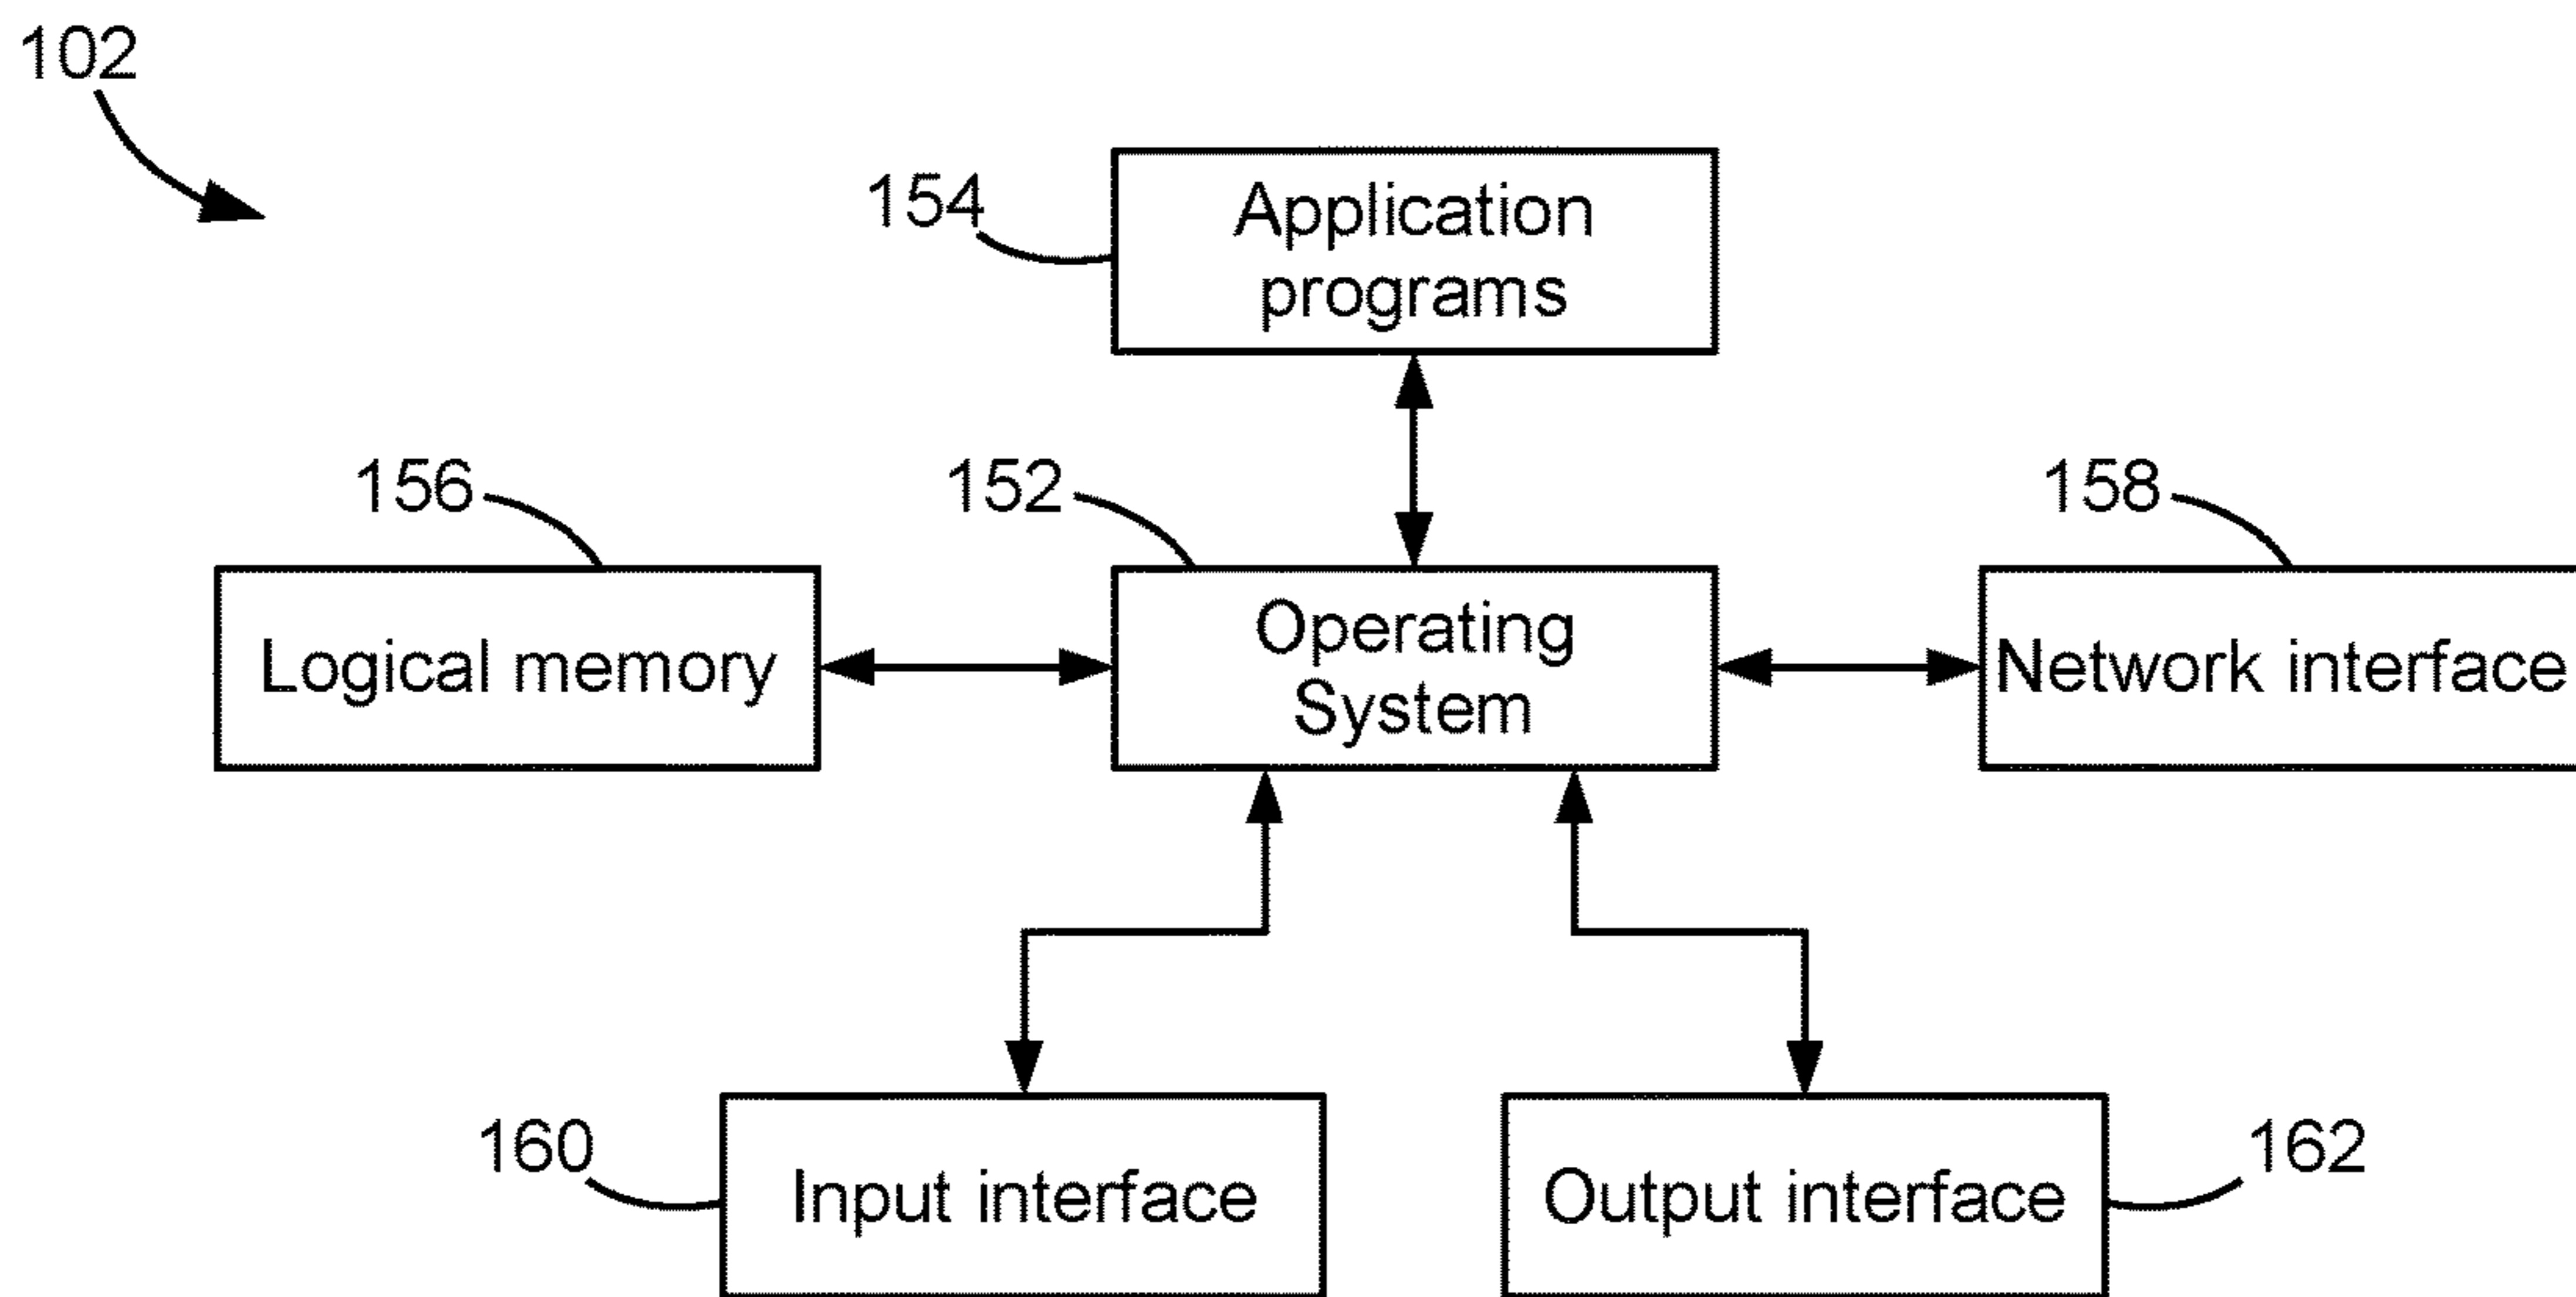 102
154
Application
programs
156
152
158
Logical memory
Operating
System
Network interface
160
Input interface
Output interface
162